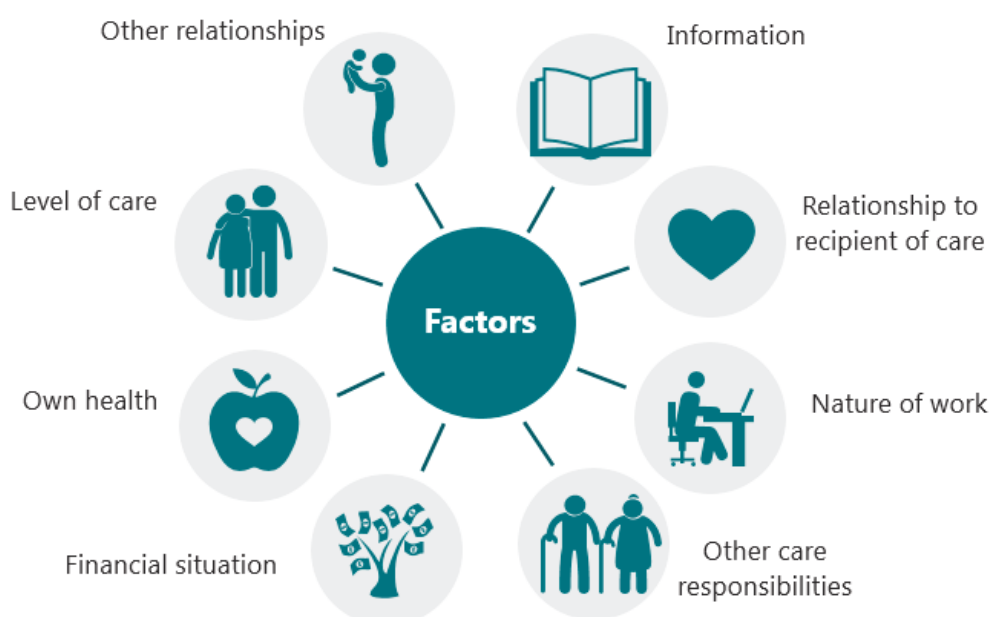 Other relationships
Information
Level of care
Relationship to
recipient of care
Factors
Own health
Nature of work
Financial situation
Other care
responsibilities